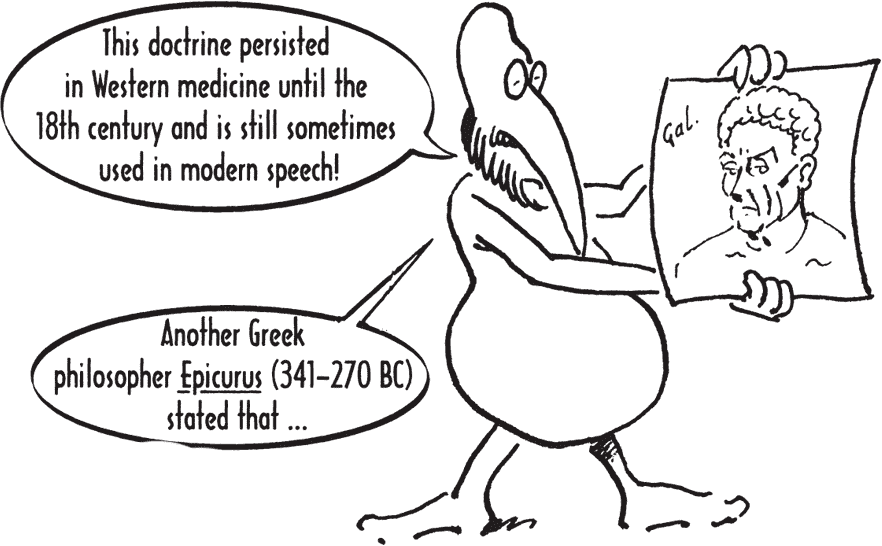 This doctrine persisted
in Western medicine until the
18th century and is still sometimes
used in modern speech!
Gal.
Another Greek
philosopher Epicurus (341–270 BC)
stated that ...